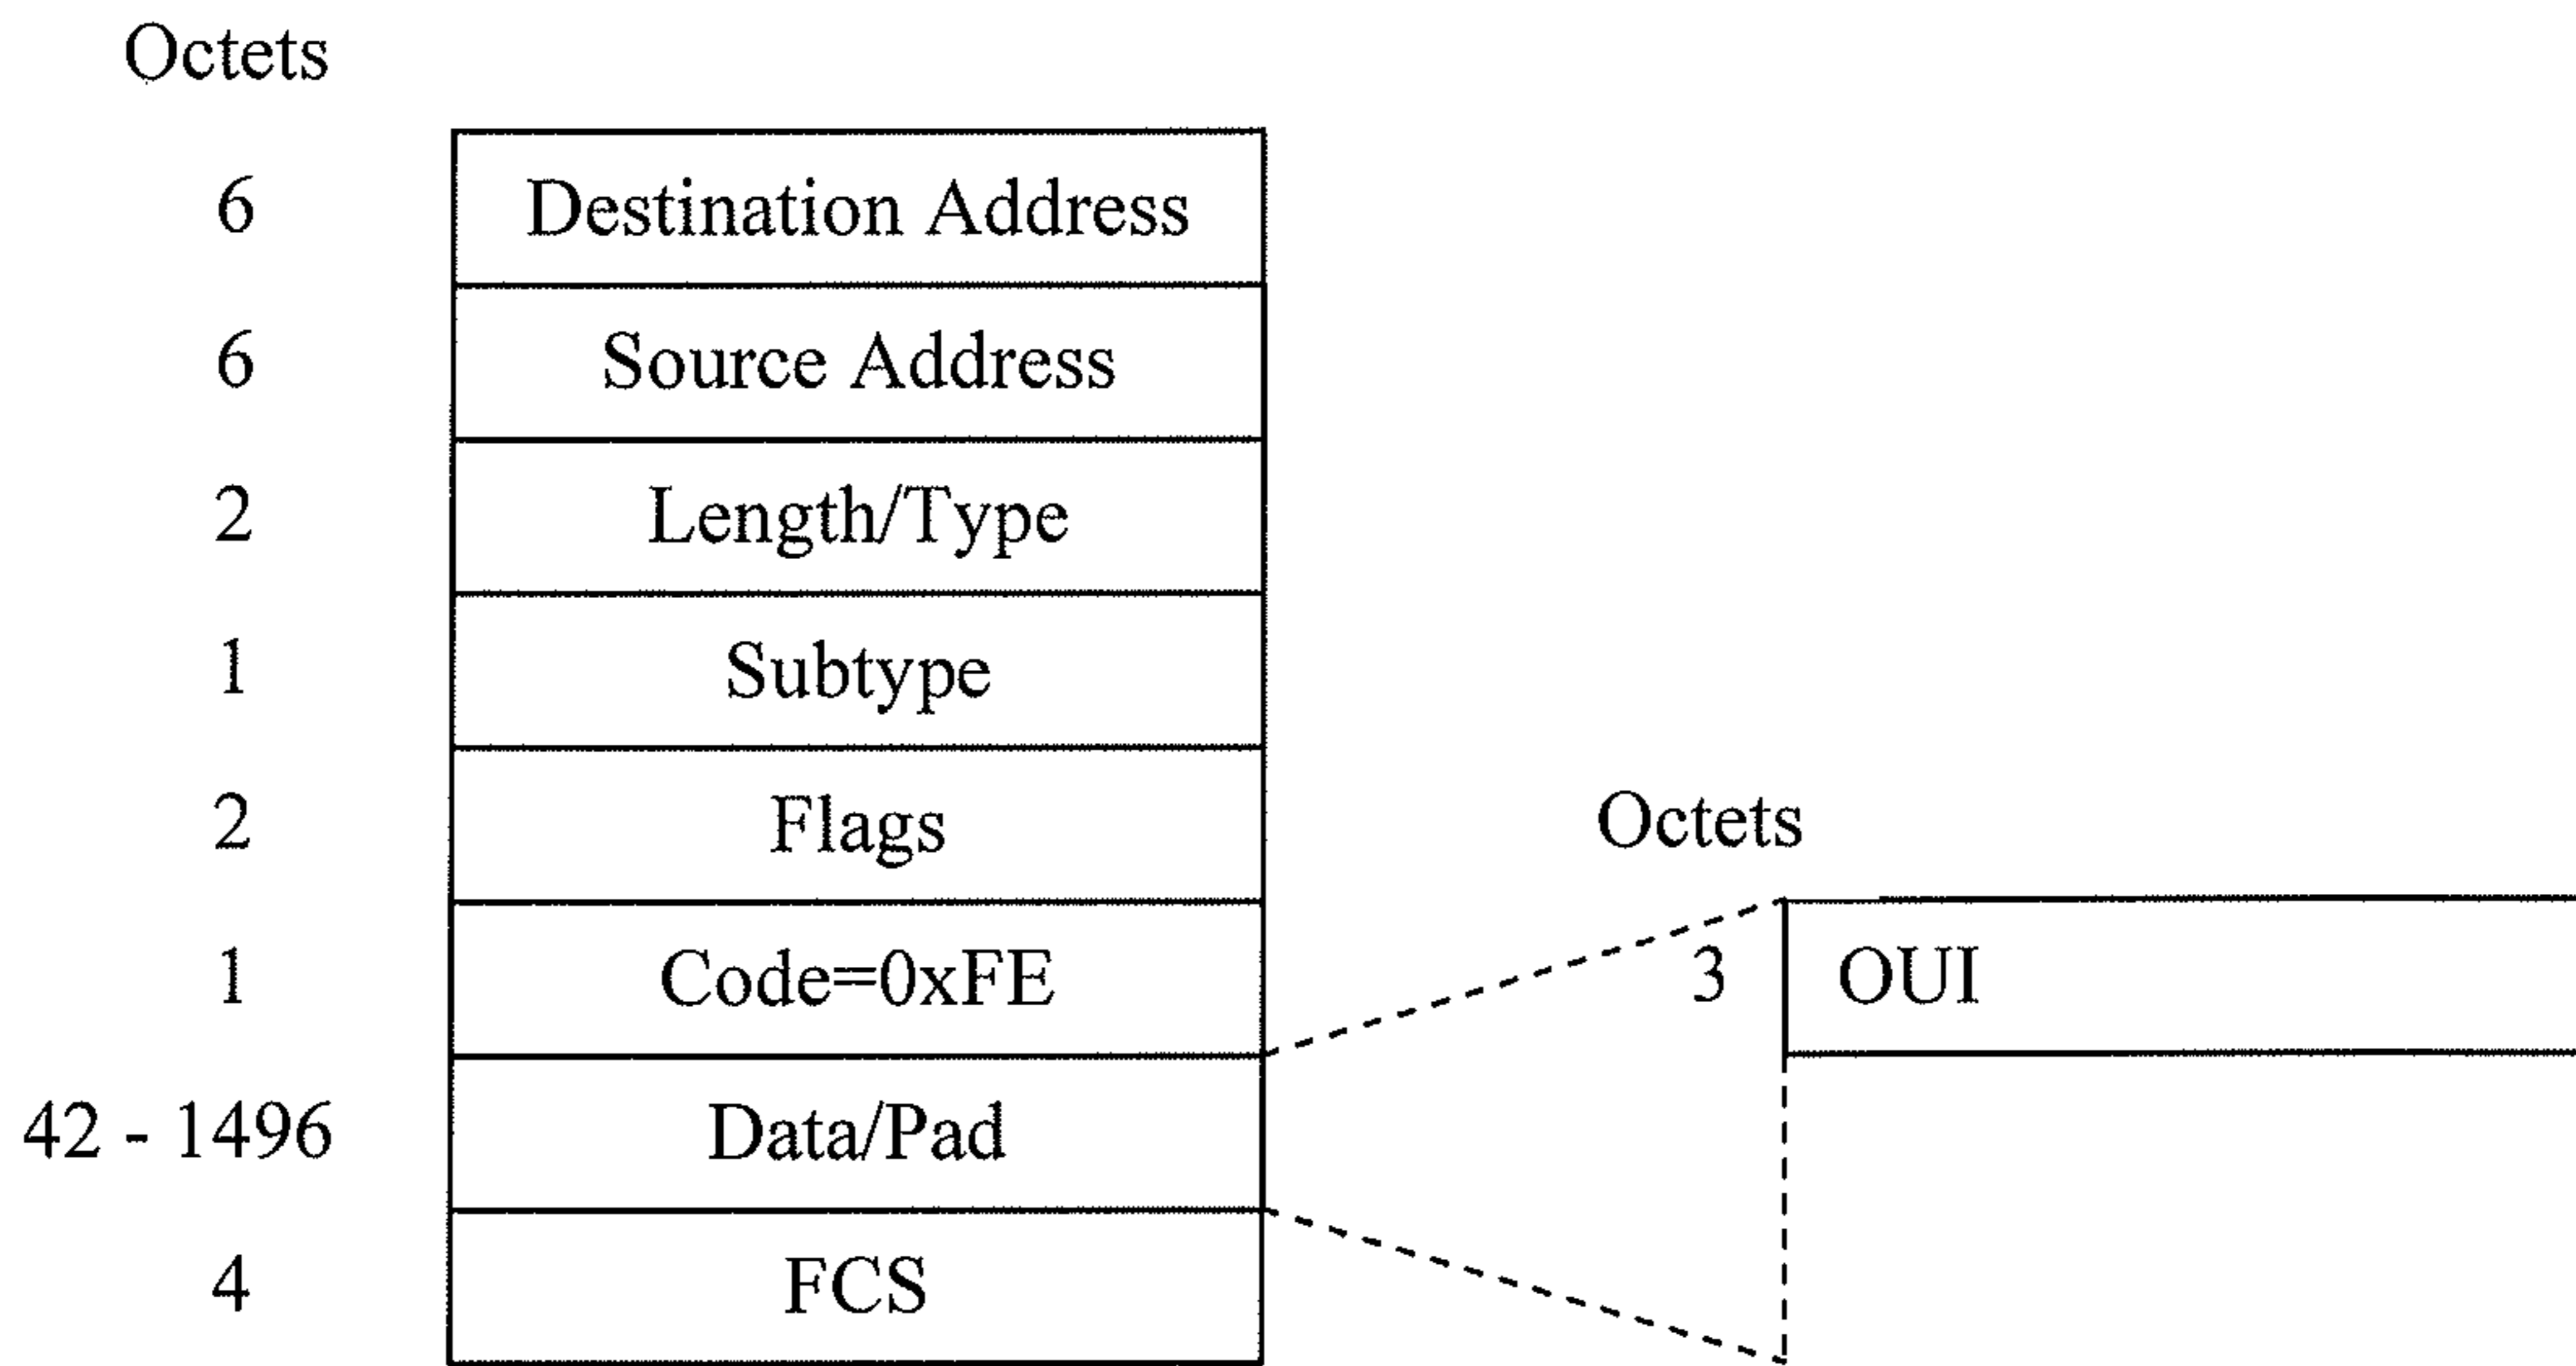 Octets
6 Destination Address
6 Source Address
2 Length/Type
1 Subtype
2 Flags
Octets
1 Code=0xFE
3 OUI
42 - 1496 Data/Pad
4 FCS